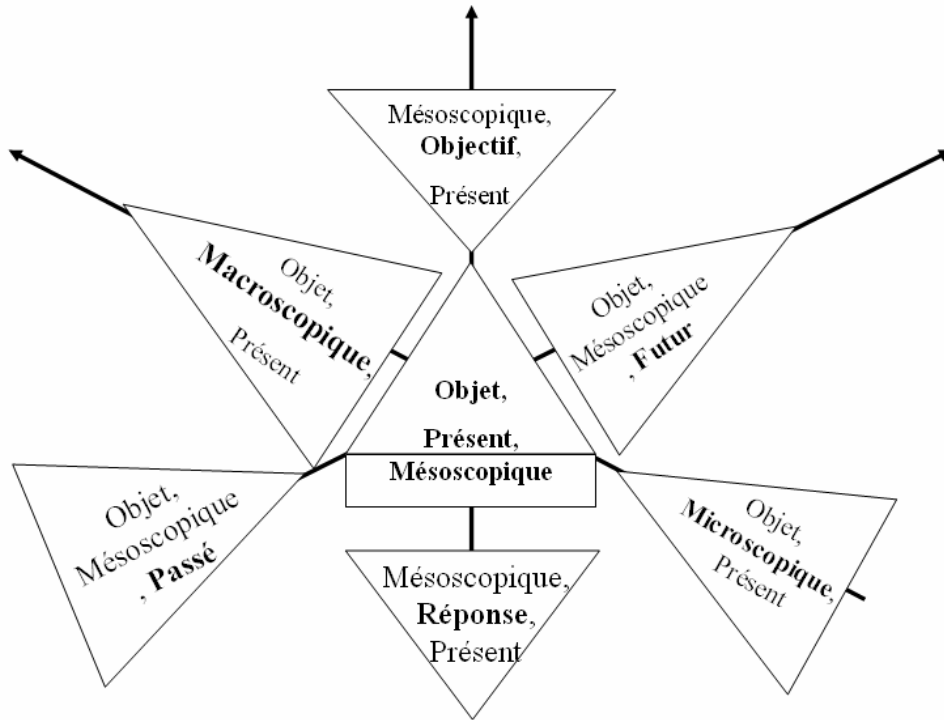 Mésoscopique,
Objectif,
Présent
Objet,
Macroscopique,
Présent
Objet,
Mésoscopique
, Futur
Objet,
Présent,
Mésoscopique
Objet,
Mésoscopique
, Passé
Mésoscopique,
Réponse,
Présent
Objet,
Microscopique,
Présent